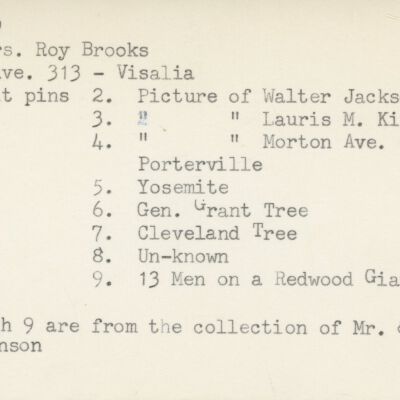 rs. Roy Brooks
ve. 313 - Visalia
t pins 2. Picture of Walter Jacks
3. " " Lauris M. Ki
4. " " Morton Ave.
Porterville
5. Yosemite
6. Gen. Grant Tree
7. Cleveland Tree
8. Un-known
9. 13 Men on a Redwood Gia
h 9 are from the collection of Mr. &
nson